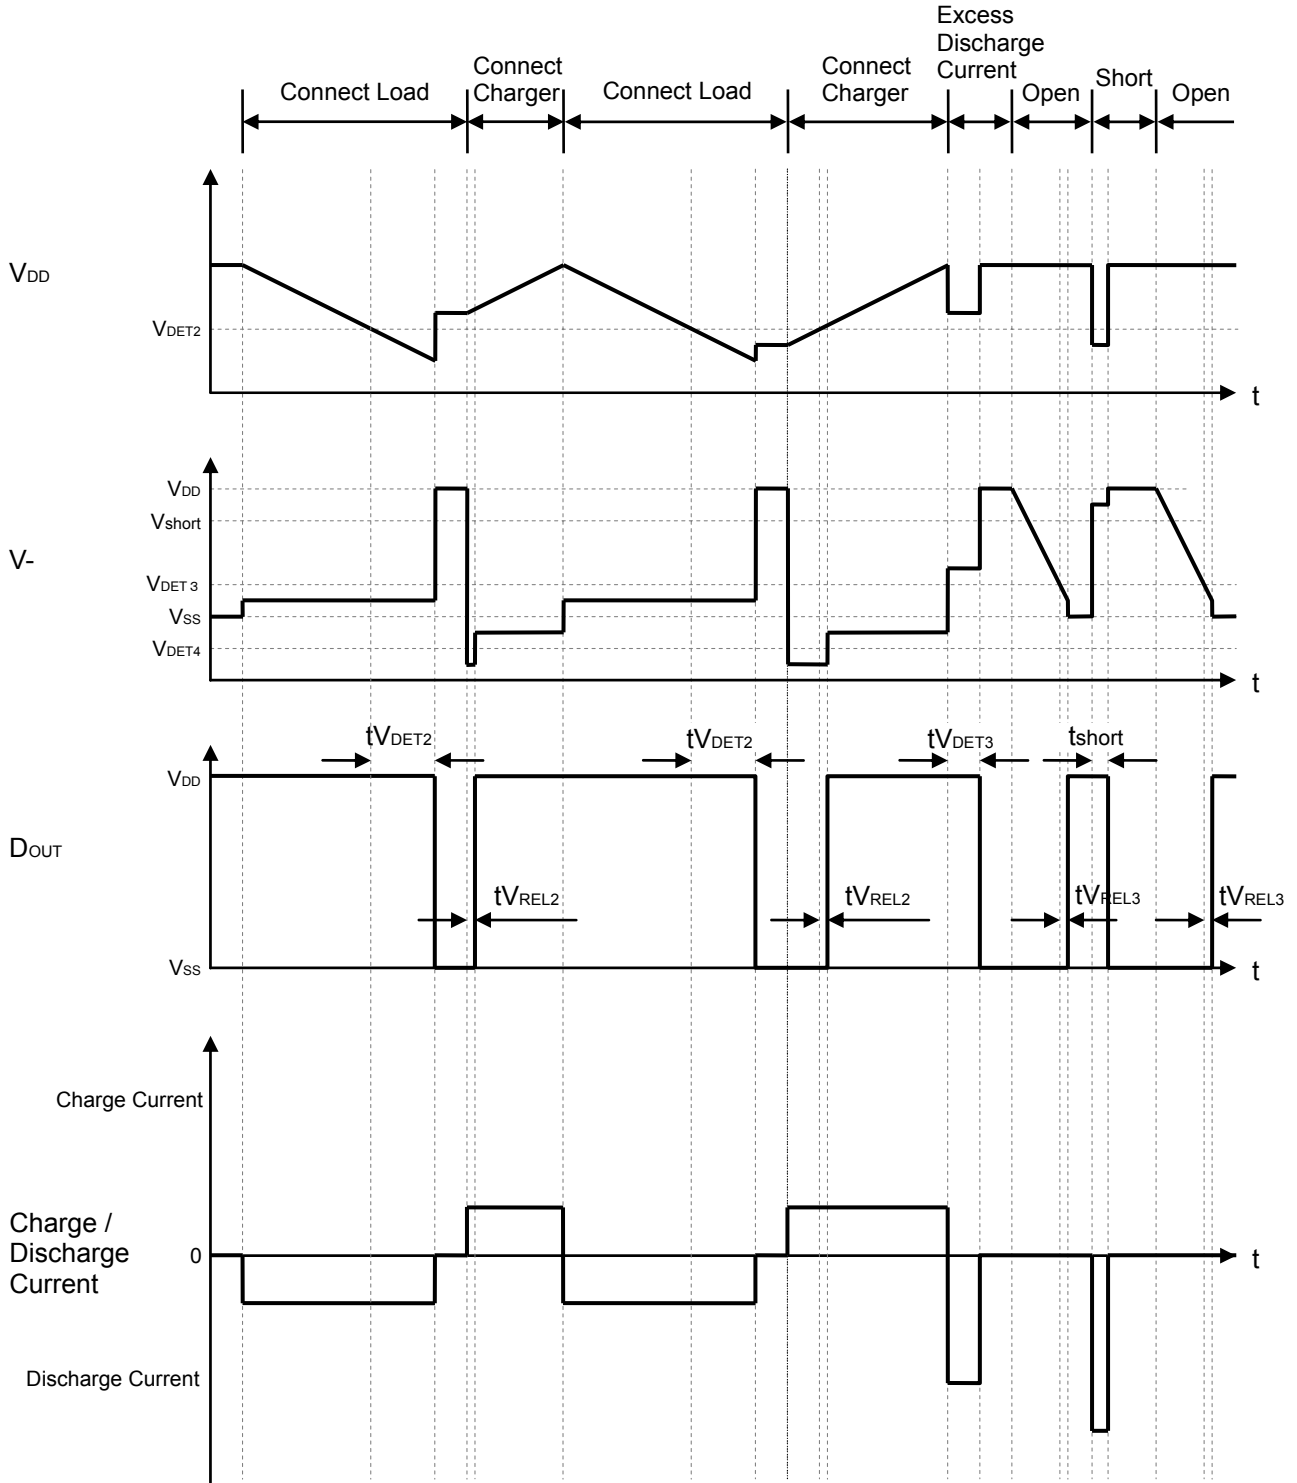 Excess
Discharge
Current
Connect
Charger
Connect
Charger
Connect Load
Connect Load
Open
Short
Open
VDD
VDET2
t
VDD
Vshort
V-
VDET3
VSS
VDET4
t
tVDET2
tVDET2
tVDET3
tshort
VDD
DOUT
tVREL2
tVREL2
tVREL3
tVREL3
VSS
t
Charge Current
Charge /
Discharge
Current
0
t
Discharge Current